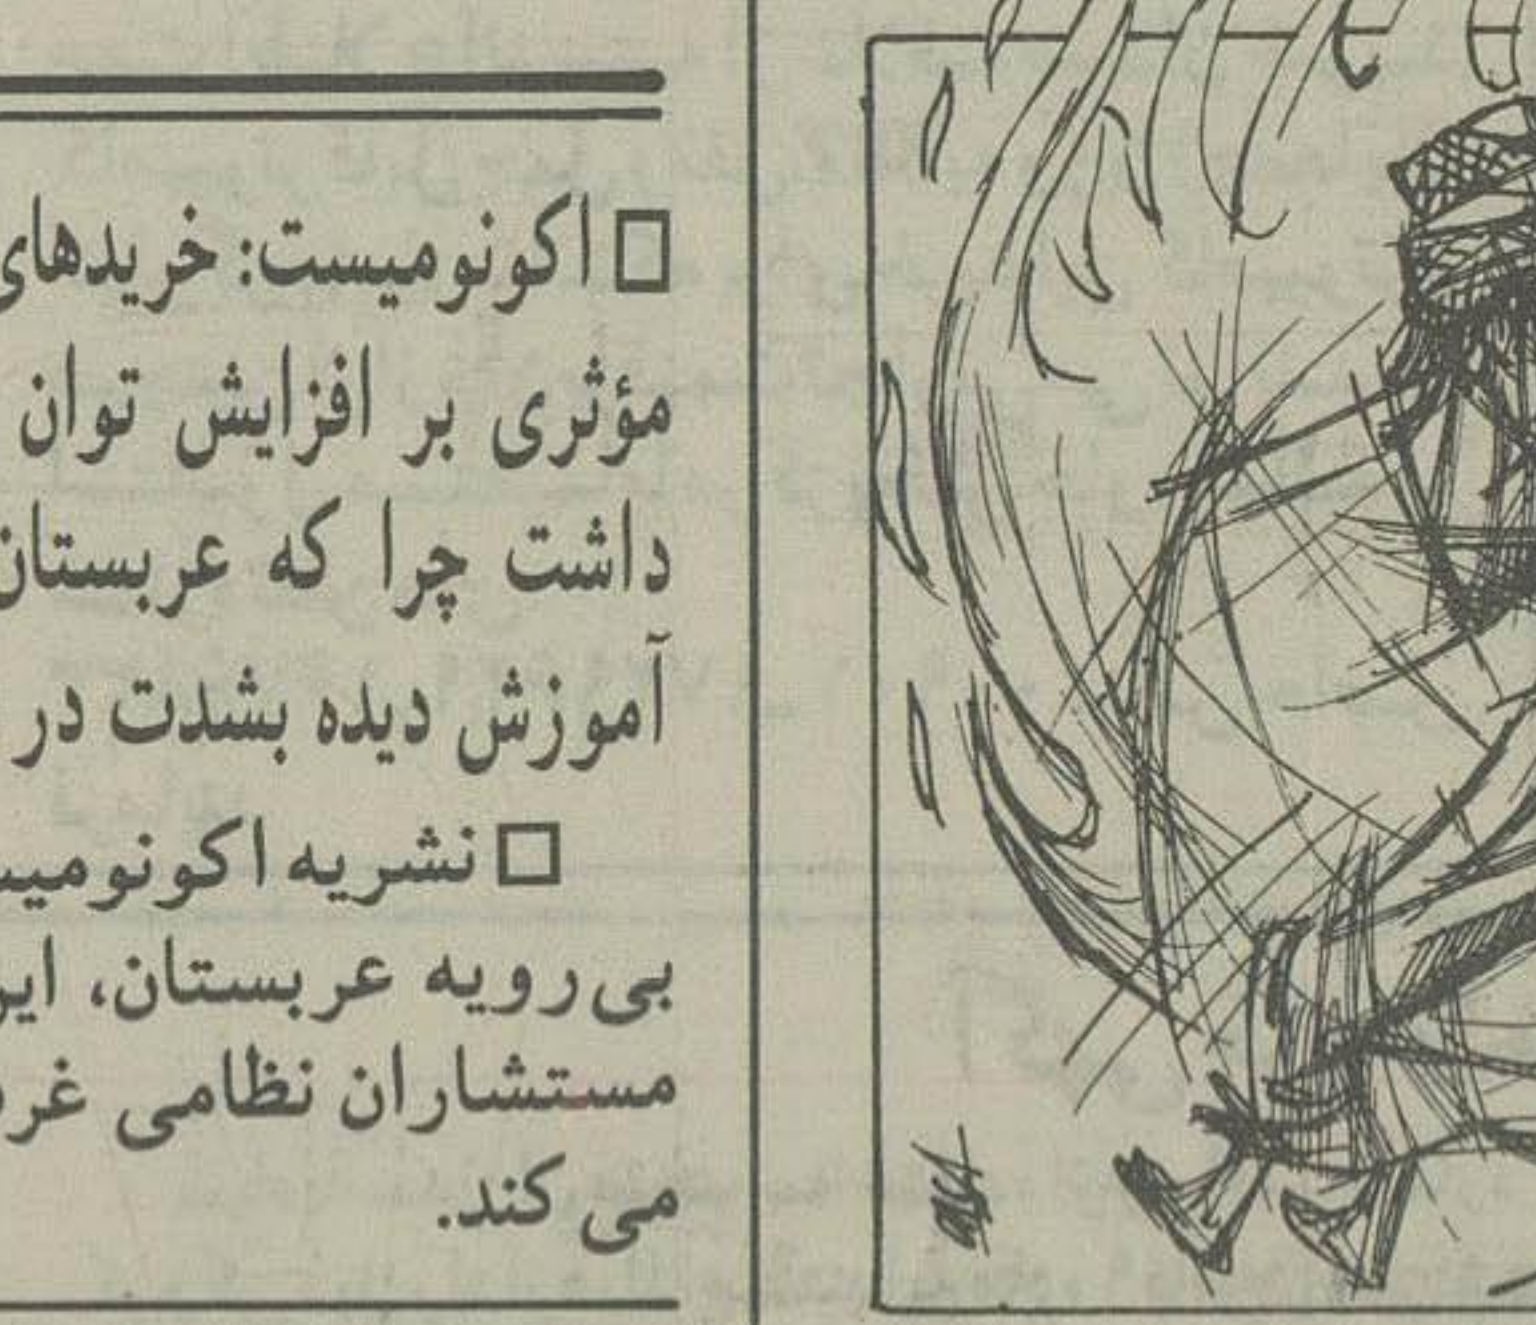 □ اکونومیست: خریدهای
مؤثری بر افزایش توان
داشت چرا که عربستان
آموزش دیده بشدت در
□ نشریه اکونومیس
بی‌رویه عربستان، این
مستشاران نظامی غر
می‌کند.